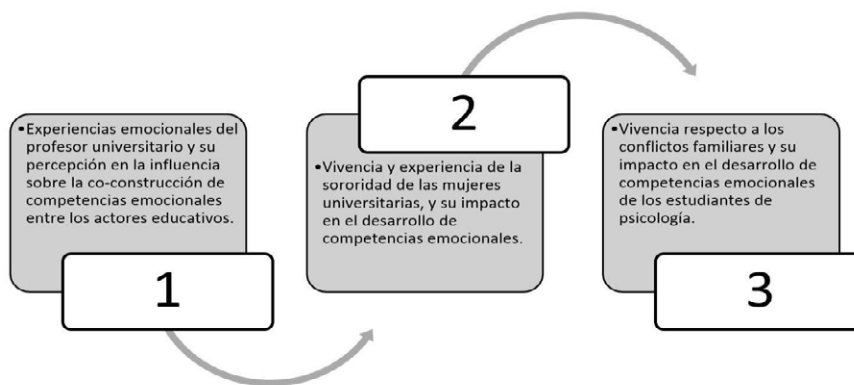 •Experiencias emocionales del
profesor universitario y su
percepción en la influencia
sobre la co-construcción de
competencias emocionales
entre los actores educativos.
1
2
•Vivencia y experiencia de la
sororidad de las mujeres
universitarias, y su impacto
en el desarrollo de
competencias emocionales.
•Vivencia respecto a los
conflictos familiares y su
impacto en el desarrollo de
competencias emocionales
de los estudiantes de
psicología.
3